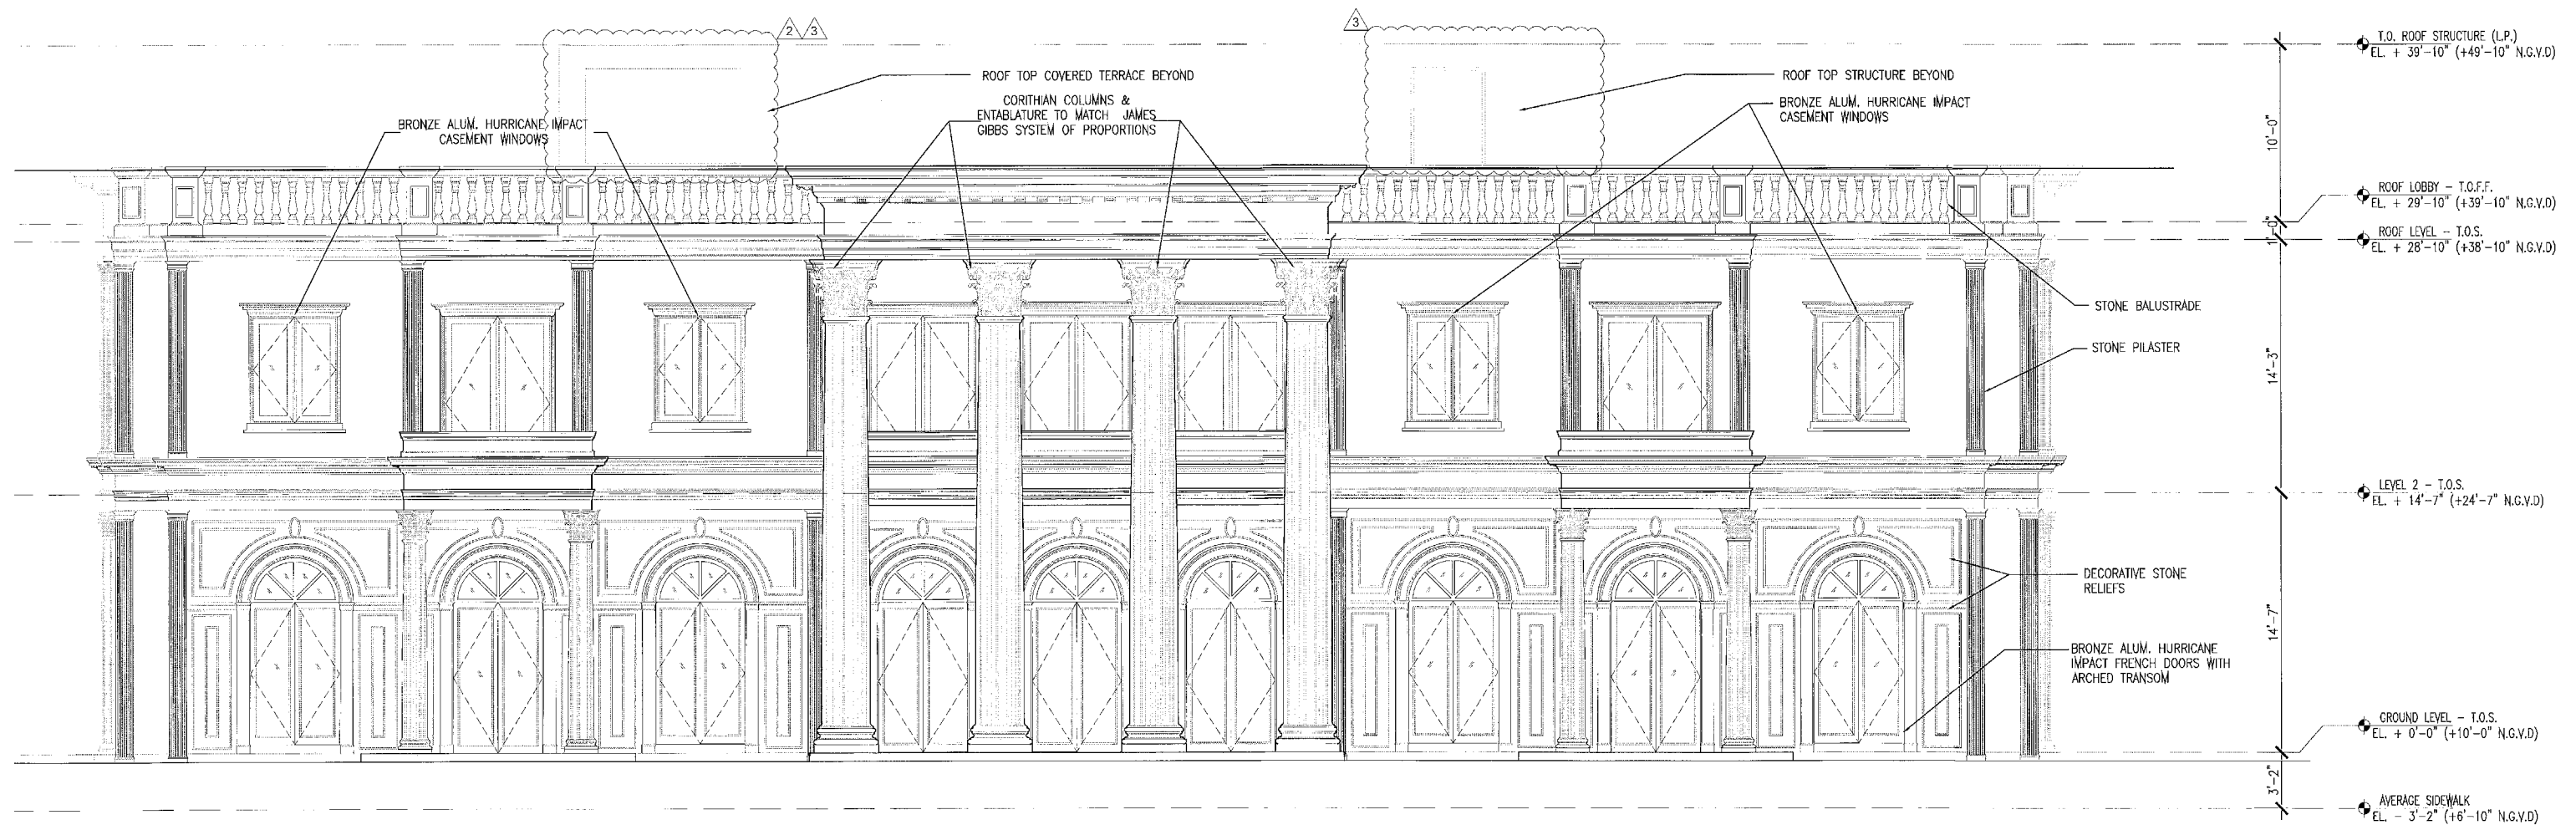 2 3
3
T.O. ROOF STRUCTURE (L.P.)
EL. + 39'-10" (+49'-10" N.G.V.D)
ROOF TOP COVERED TERRACE BEYOND
CORITHIAN COLUMNS &
ENTABLATURE TO MATCH JAMES
GIBBS SYSTEM OF PROPORTIONS
ROOF TOP STRUCTURE BEYOND
BRONZE ALUM. HURRICANE IMPACT
CASEMENT WINDOWS
BRONZE ALUM. HURRICANE IMPACT
CASEMENT WINDOWS
10'-0"
ROOF LOBBY - T.O.F.F.
EL. + 29'-10" (+39'-10" N.G.V.D)
1'-0"
ROOF LEVEL - T.O.S.
EL. + 28'-10" (+38'-10" N.G.V.D)
STONE BALUSTRADE
STONE PILASTER
14'-3"
LEVEL 2 - T.O.S.
EL. + 14'-7" (+24'-7" N.G.V.D)
DECORATIVE STONE
RELIEFS
14'-7"
BRONZE ALUM. HURRICANE
IMPACT FRENCH DOORS WITH
ARCHED TRANSOM
GROUND LEVEL - T.O.S.
EL. + 0'-0" (+10'-0" N.G.V.D)
3'-2"
AVERAGE SIDEWALK
EL. - 3'-2" (+6'-10" N.G.V.D)